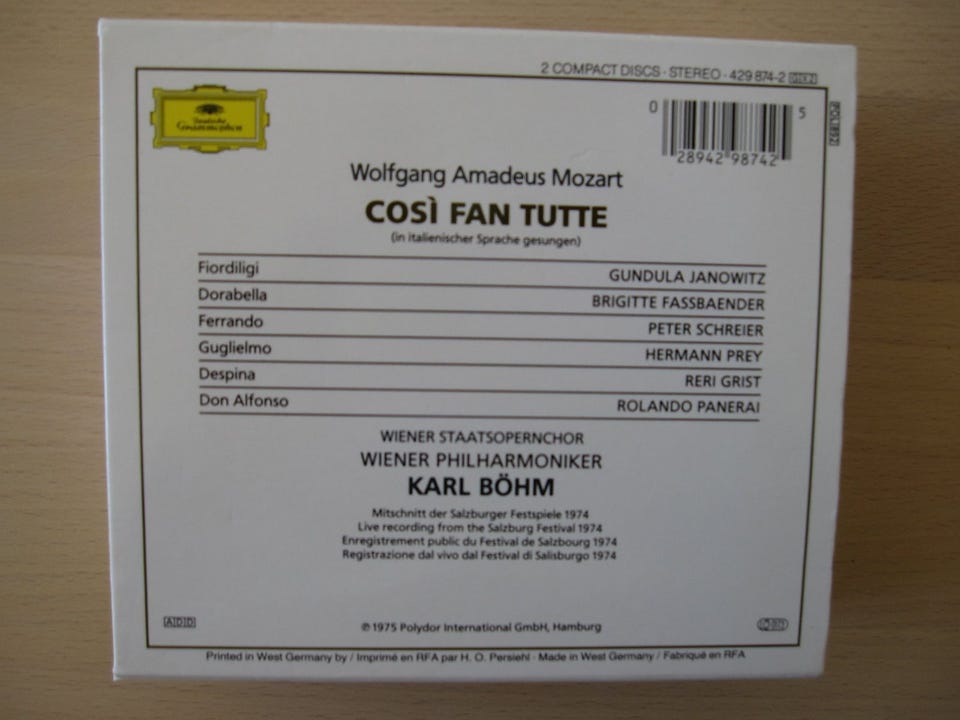 2 COMPACT DISCS · STEREO · 429 874-2
Deutsche
Grammophon
0 28942 98742 5
Wolfgang Amadeus Mozart
COSÌ FAN TUTTE
(in italienischer Sprache gesungen)
Fiordiligi GUNDULA JANOWITZ
Dorabella BRIGITTE FASSBAENDER
Ferrando PETER SCHREIER
Guglielmo HERMANN PREY
Despina RERI GRIST
Don Alfonso ROLANDO PANERAI
WIENER STAATSOPERNCHOR
WIENER PHILHARMONIKER
KARL BÖHM
Mitschnitt der Salzburger Festspiele 1974
Live recording from the Salzburg Festival 1974
Enregistrement public du Festival de Salzbourg 1974
Registrazione dal vivo dal Festival di Salisburgo 1974
ADD
℗ 1975 Polydor International GmbH, Hamburg
Printed in West Germany by / Imprimé en RFA par H. O. Persiehl · Made in West Germany / Fabriqué en RFA